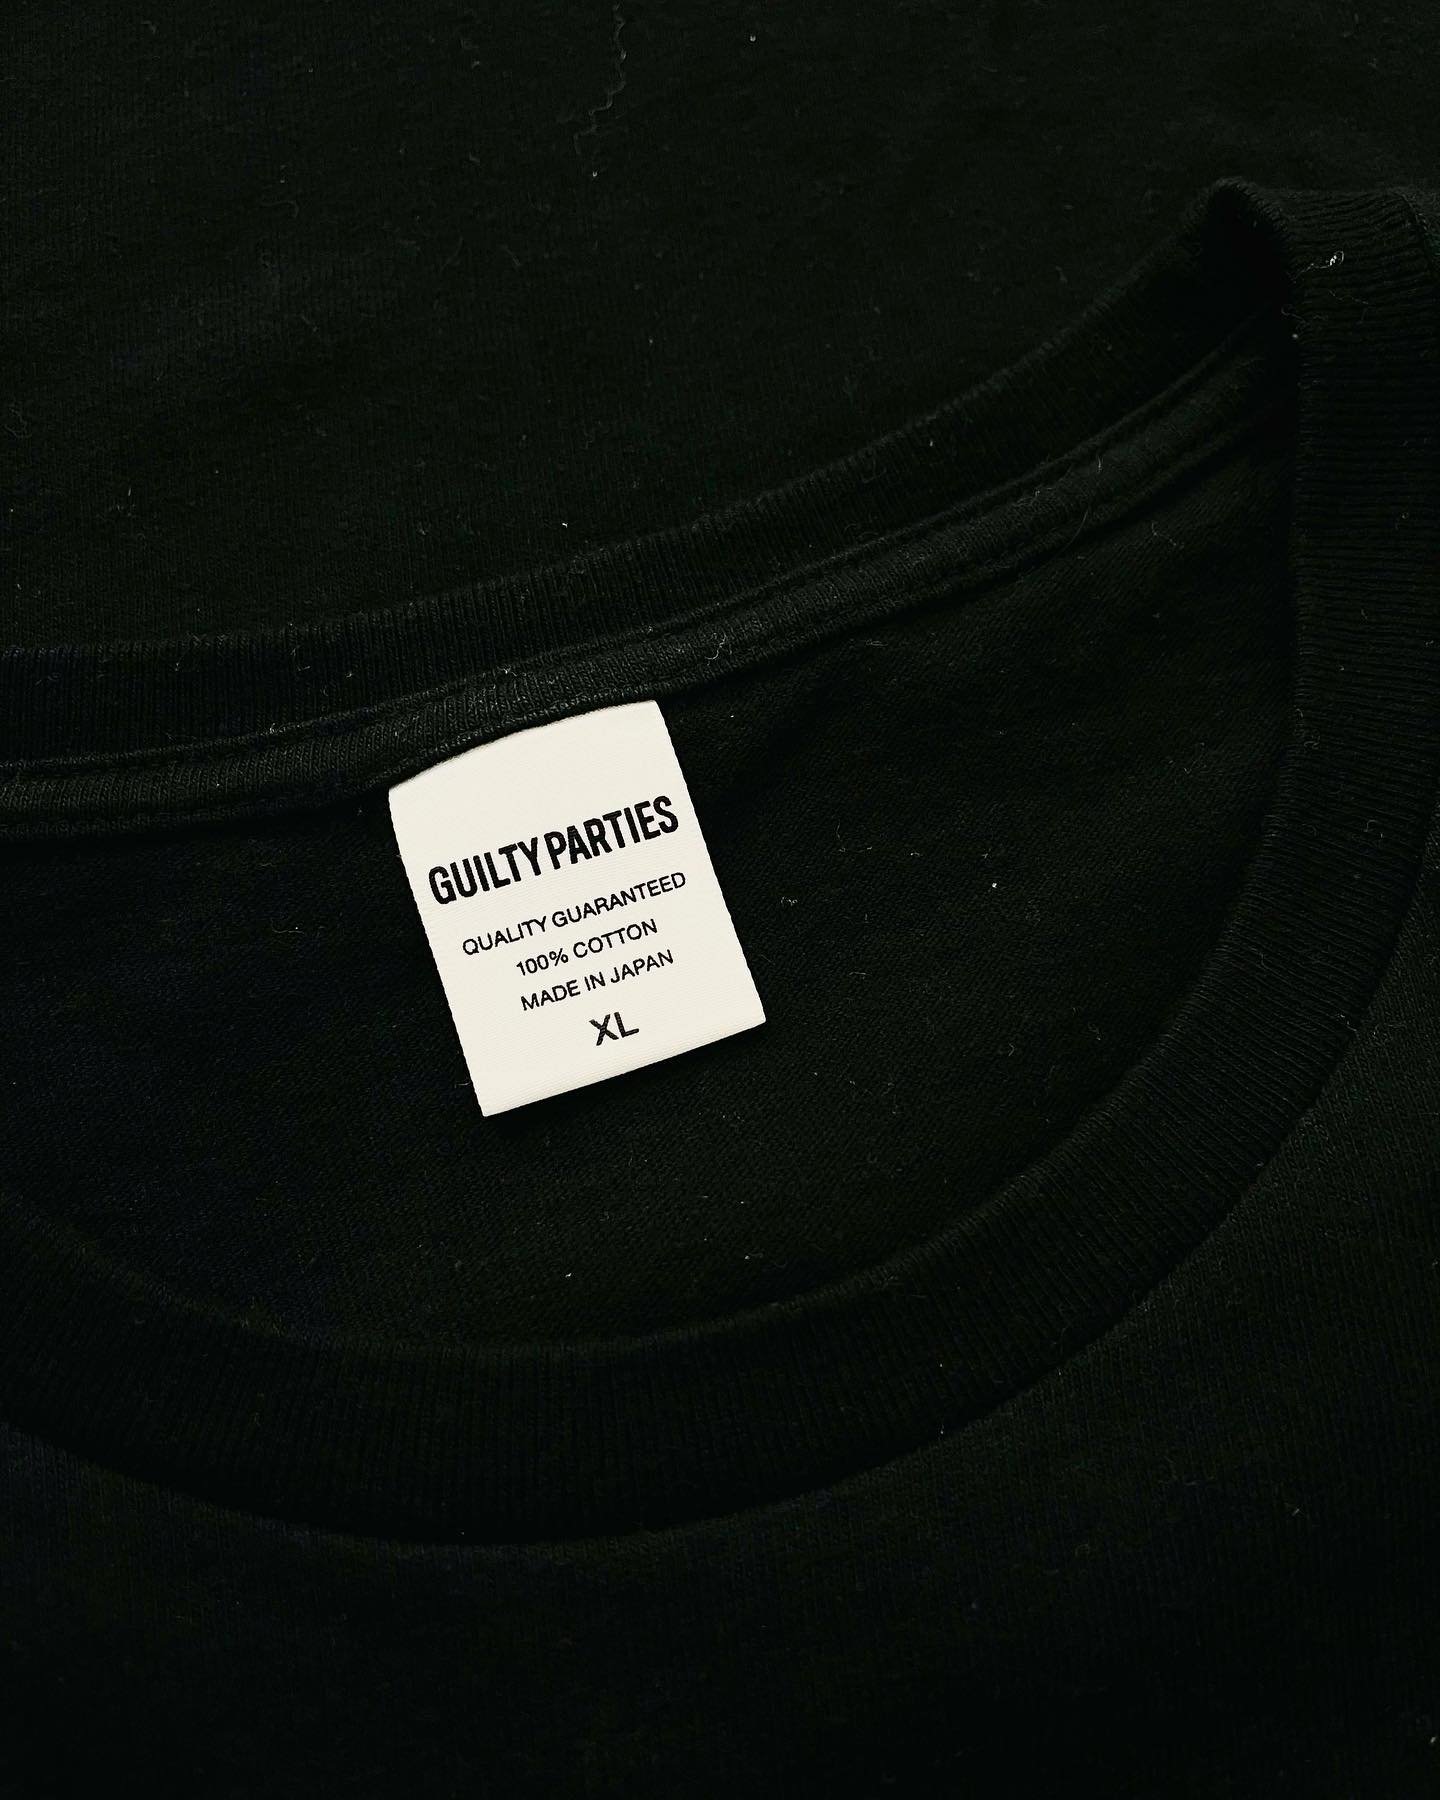 GUILTY PARTIES
QUALITY GUARANTEED
100% COTTON
MADE IN JAPAN
XL